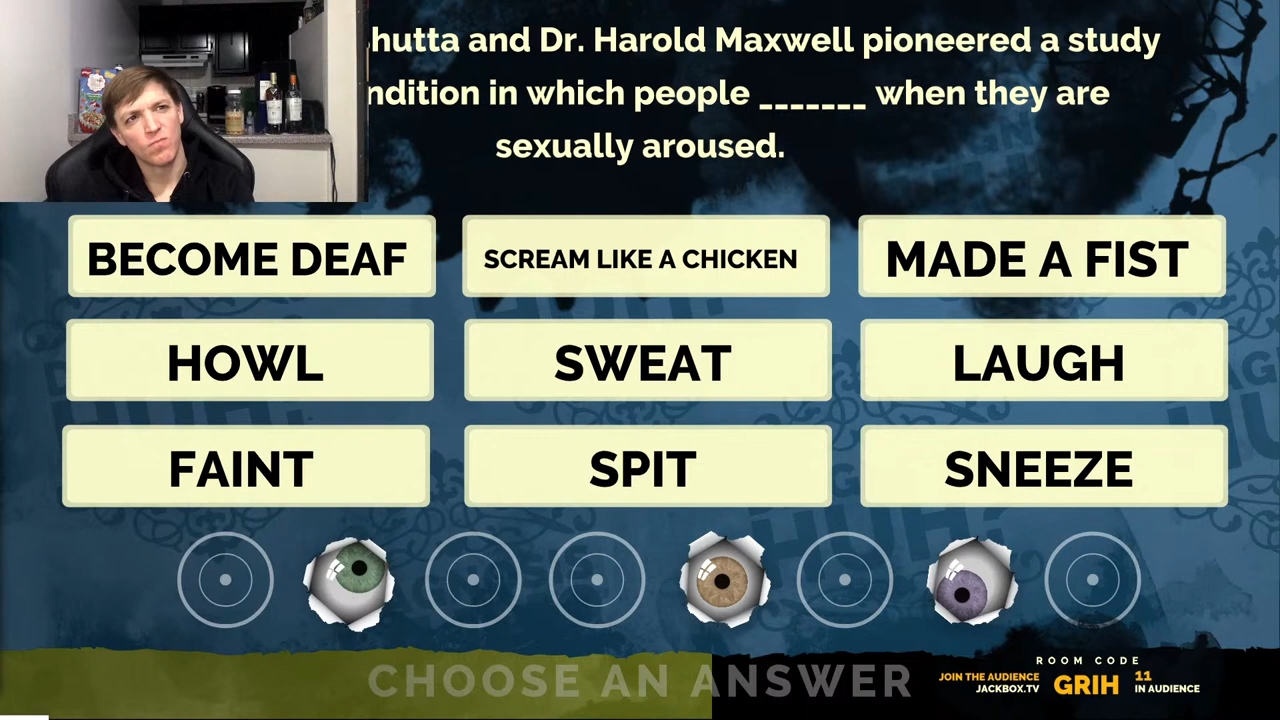 hutta and Dr. Harold Maxwell pioneered a study
ndition in which people _______ when they are
sexually aroused.
BECOME DEAF
SCREAM LIKE A CHICKEN
MADE A FIST
HOWL
SWEAT
LAUGH
FAINT
SPIT
SNEEZE
CHOOSE AN ANSWER
ROOM CODE
JOIN THE AUDIENCE
JACKBOX.TV
GRIH
11
IN AUDIENCE